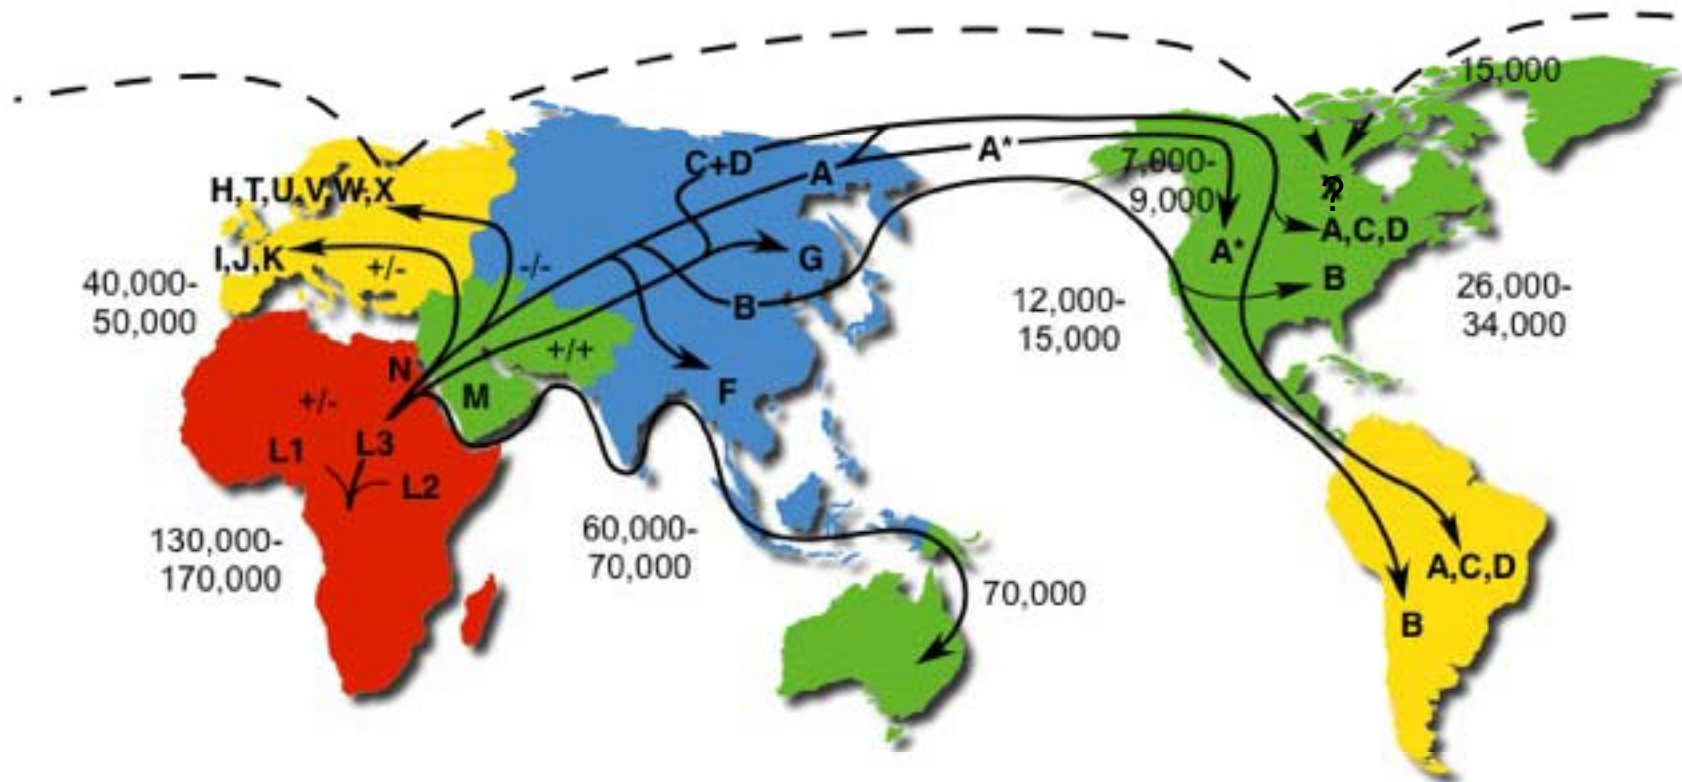 15,000
C+D
A*
A
7,000-
9,000
H,T,U,V,W,X
?
A,C,D
A*
I,J,K
+/-
-/-
G
B
B
40,000-
50,000
12,000-
15,000
26,000-
34,000
N
+/+
M
F
+/-
L1
L3
L2
130,000-
170,000
60,000-
70,000
70,000
A,C,D
B